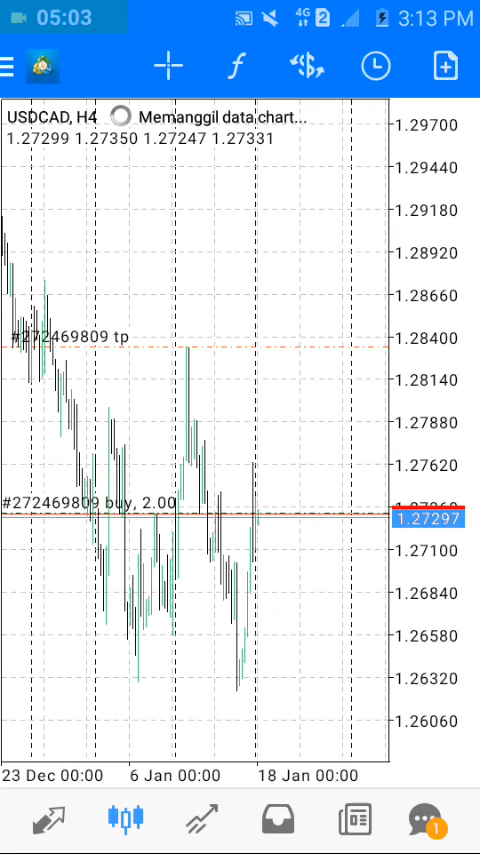 05:03 4G 2 3:13 PM
USDCAD, H4 Memanggil data chart...
1.27299 1.27350 1.27247 1.27331
1.29700
1.29440
1.29180
1.28920
1.28660
#272469809 tp
1.28400
1.28140
1.27880
1.27620
#272469809 buy, 2.00
1.27297
1.27100
1.26840
1.26580
1.26320
1.26060
23 Dec 00:00 6 Jan 00:00 18 Jan 00:00
1